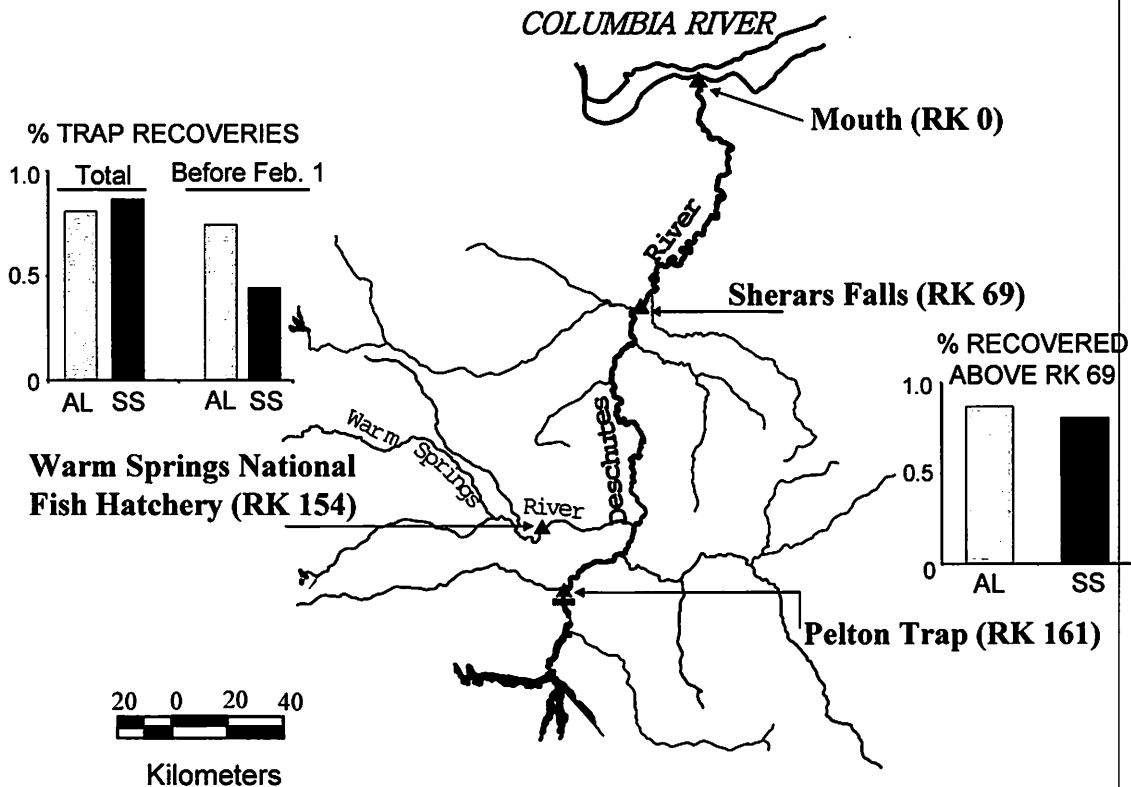 COLUMBIA RIVER
Mouth (RK 0)
% TRAP RECOVERIES
Total
Before Feb. 1
1.0
0.5
0
AL
SS
AL
SS
River
Sherars Falls (RK 69)
% RECOVERED
ABOVE RK 69
1.0
0.5
0
AL
SS
Deschutes
Warm Springs
River
Warm Springs National
Fish Hatchery (RK 154)
Pelton Trap (RK 161)
20 0 20 40
Kilometers